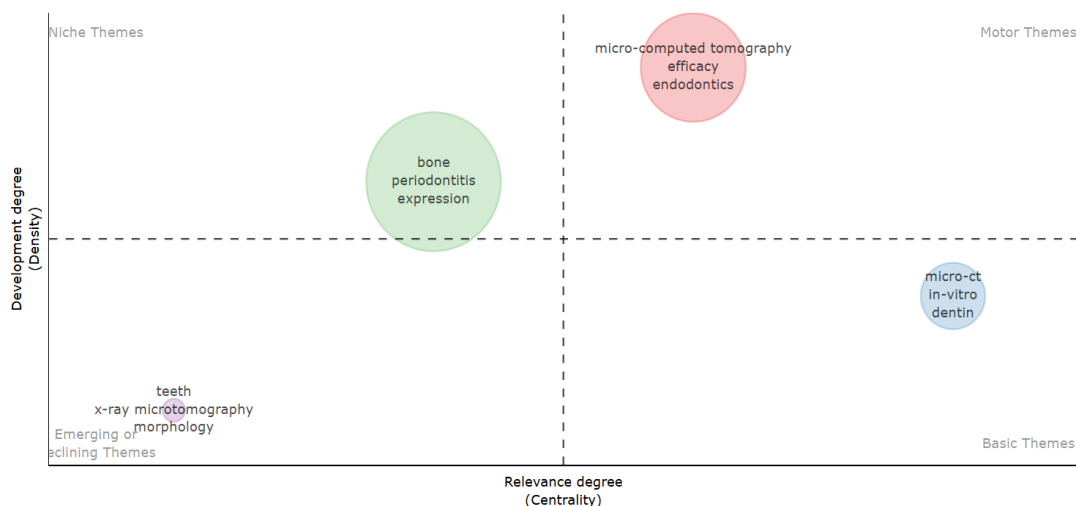 Niche Themes
Motor Themes
micro-computed tomography
efficacy
endodontics
bone
periodontitis
expression
Development degree
(Density)
micro-ct
in-vitro
dentin
teeth
x-ray microtomography
morphology
Emerging or
eclining Themes
Basic Themes
Relevance degree
(Centrality)